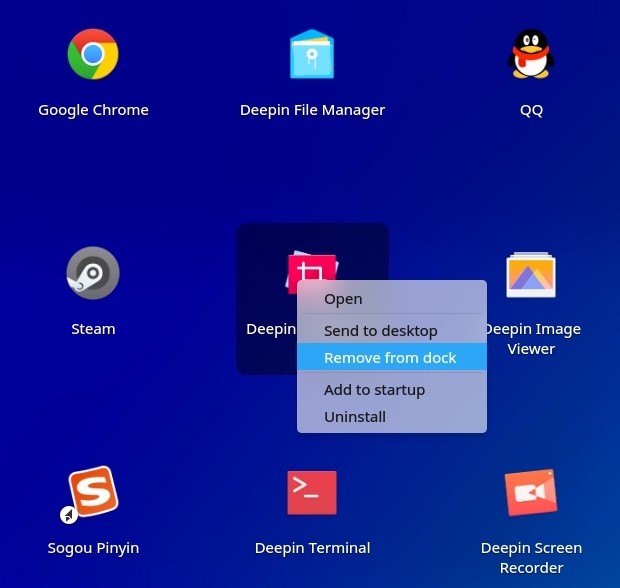 Google Chrome
Deepin File Manager
QQ
Steam
Deepin
Deepin Image
Viewer
Open
Send to desktop
Remove from dock
Add to startup
Uninstall
Sogou Pinyin
Deepin Terminal
Deepin Screen
Recorder